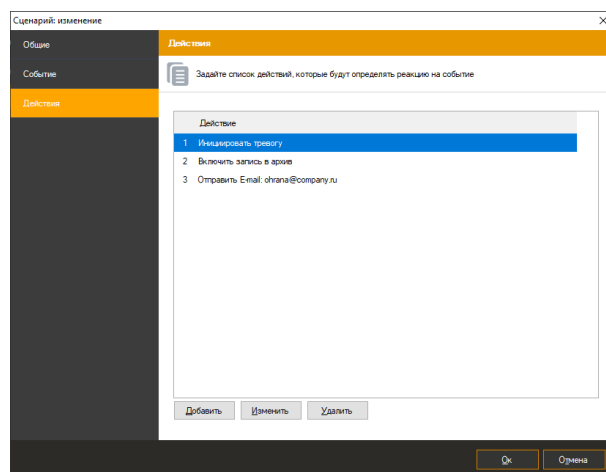 Сценарий: изменение
Общие
Событие
Действия
Действия
Задайте список действий, которые будут определять реакцию на событие
Действие
1 Инициировать тревогу
2 Включить запись в архив
3 Отправить E-mail: ohrana@company.ru
Добавить Изменить Удалить
Ок Отмена